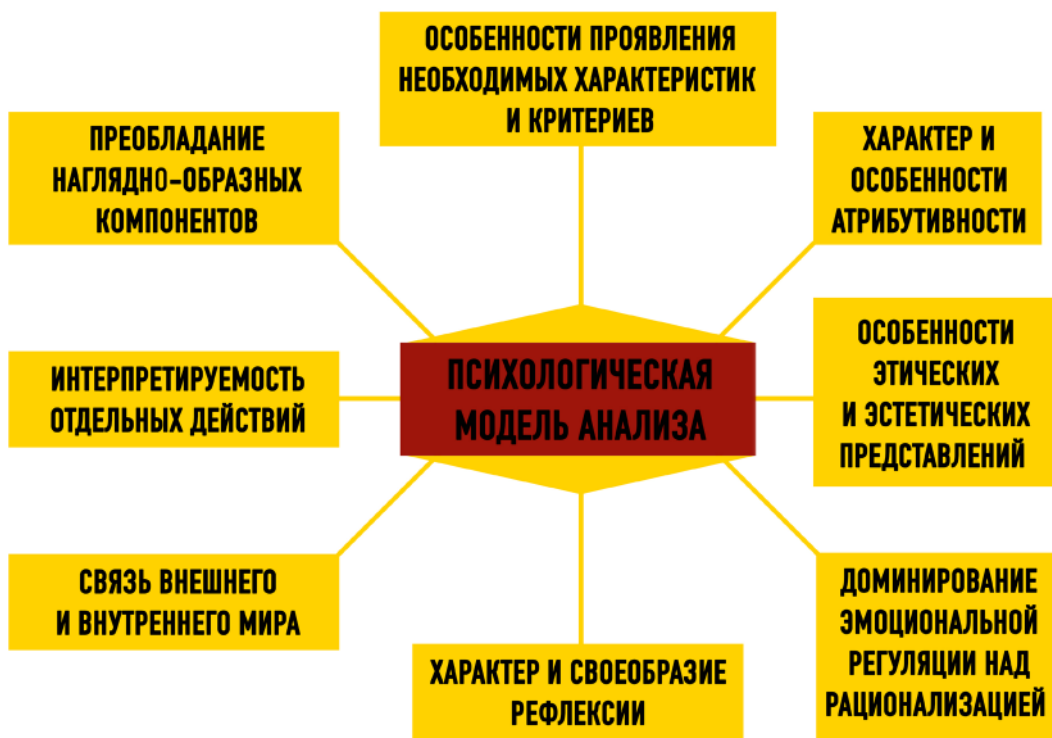 ОСОБЕННОСТИ ПРОЯВЛЕНИЯ
НЕОБХОДИМЫХ ХАРАКТЕРИСТИК
И КРИТЕРИЕВ
ПРЕОБЛАДАНИЕ
НАГЛЯДНО-ОБРАЗНЫХ
КОМПОНЕНТОВ
ХАРАКТЕР И
ОСОБЕННОСТИ
АТРИБУТИВНОСТИ
ИНТЕРПРЕТИРУЕМОСТЬ
ОТДЕЛЬНЫХ ДЕЙСТВИЙ
ПСИХОЛОГИЧЕСКАЯ
МОДЕЛЬ АНАЛИЗА
ОСОБЕННОСТИ
ЭТИЧЕСКИХ
И ЭСТЕТИЧЕСКИХ
ПРЕДСТАВЛЕНИЙ
СВЯЗЬ ВНЕШНЕГО
И ВНУТРЕННЕГО МИРА
ХАРАКТЕР И СВОЕОБРАЗИЕ
РЕФЛЕКСИИ
ДОМИНИРОВАНИЕ
ЭМОЦИОНАЛЬНОЙ
РЕГУЛЯЦИИ НАД
РАЦИОНАЛИЗАЦИЕЙ